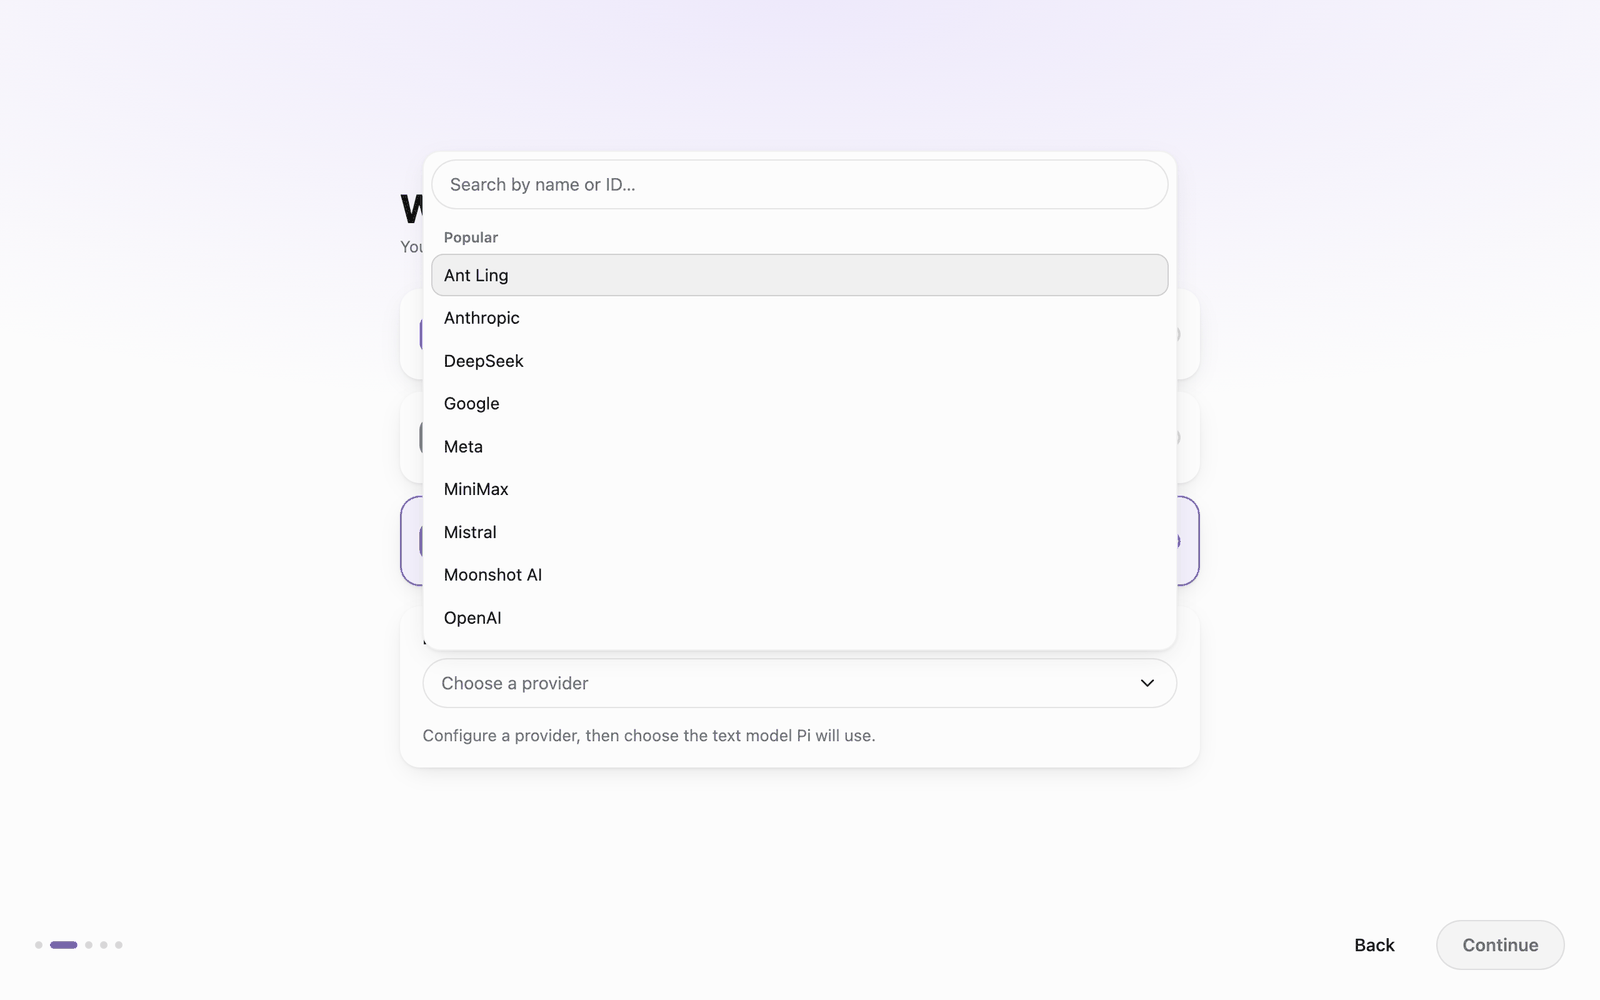 Search by name or ID...
Popular
Ant Ling
Anthropic
DeepSeek
Google
Meta
MiniMax
Mistral
Moonshot AI
OpenAI
Choose a provider
Configure a provider, then choose the text model Pi will use.
Back
Continue